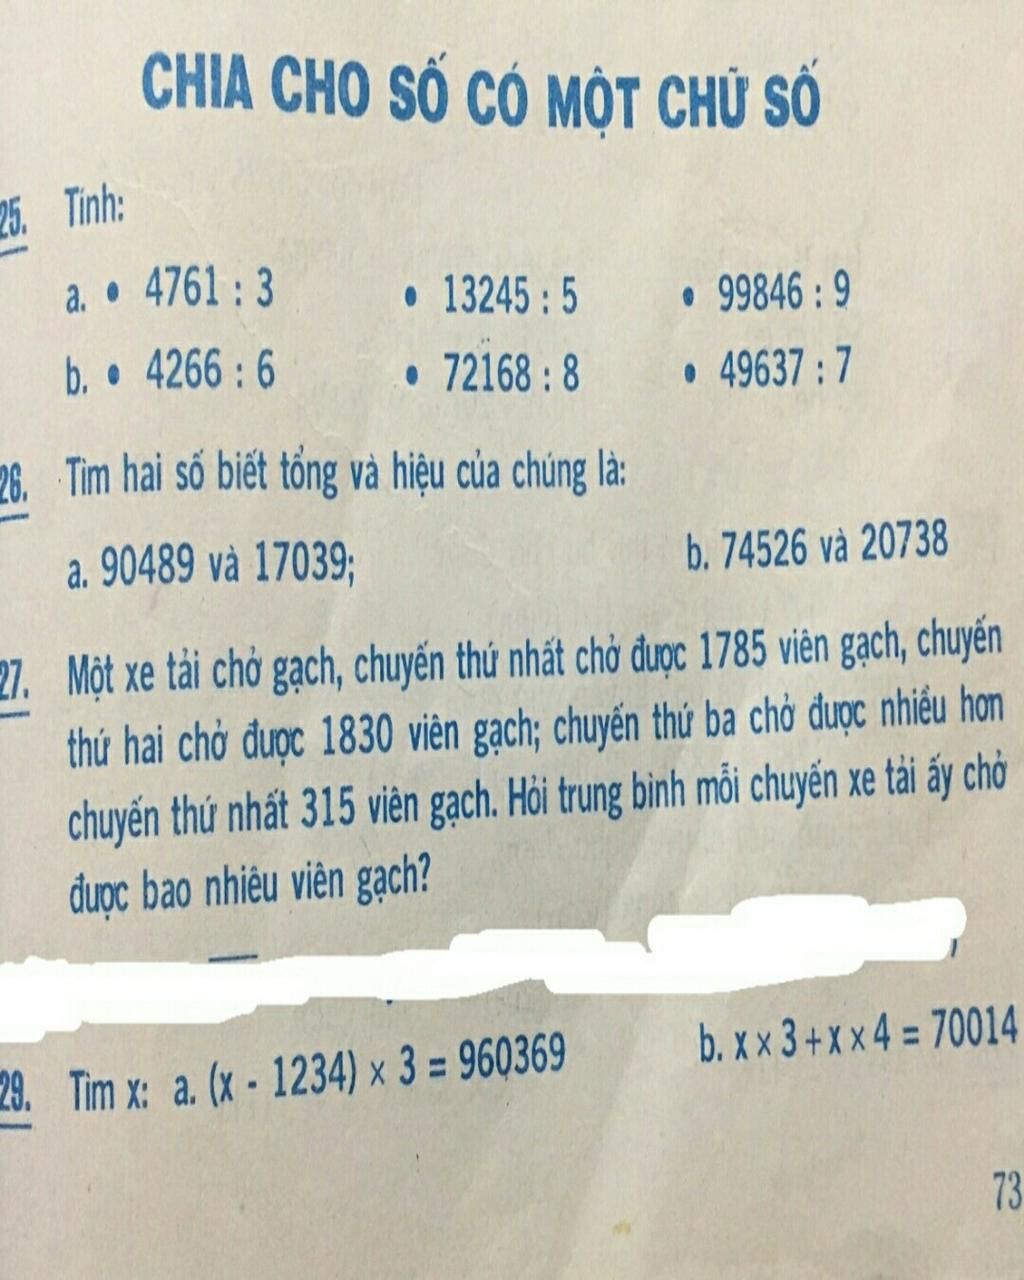 CHIA CHO SỐ CÓ MỘT CHỮ SỐ
25. Tính:
a. • 4761 : 3 • 13245 : 5 • 99846 : 9
b. • 4266 : 6 • 72168 : 8 • 49637 : 7
26. Tìm hai số biết tổng và hiệu của chúng là:
a. 90489 và 17039; b. 74526 và 20738
27. Một xe tải chở gạch, chuyến thứ nhất chở được 1785 viên gạch, chuyến
thứ hai chở được 1830 viên gạch; chuyến thứ ba chở được nhiều hơn
chuyến thứ nhất 315 viên gạch. Hỏi trung bình mỗi chuyến xe tải ấy chở
được bao nhiêu viên gạch?
29. Tìm x: a. (x - 1234) × 3 = 960369 b. x × 3 + x × 4 = 70014
73